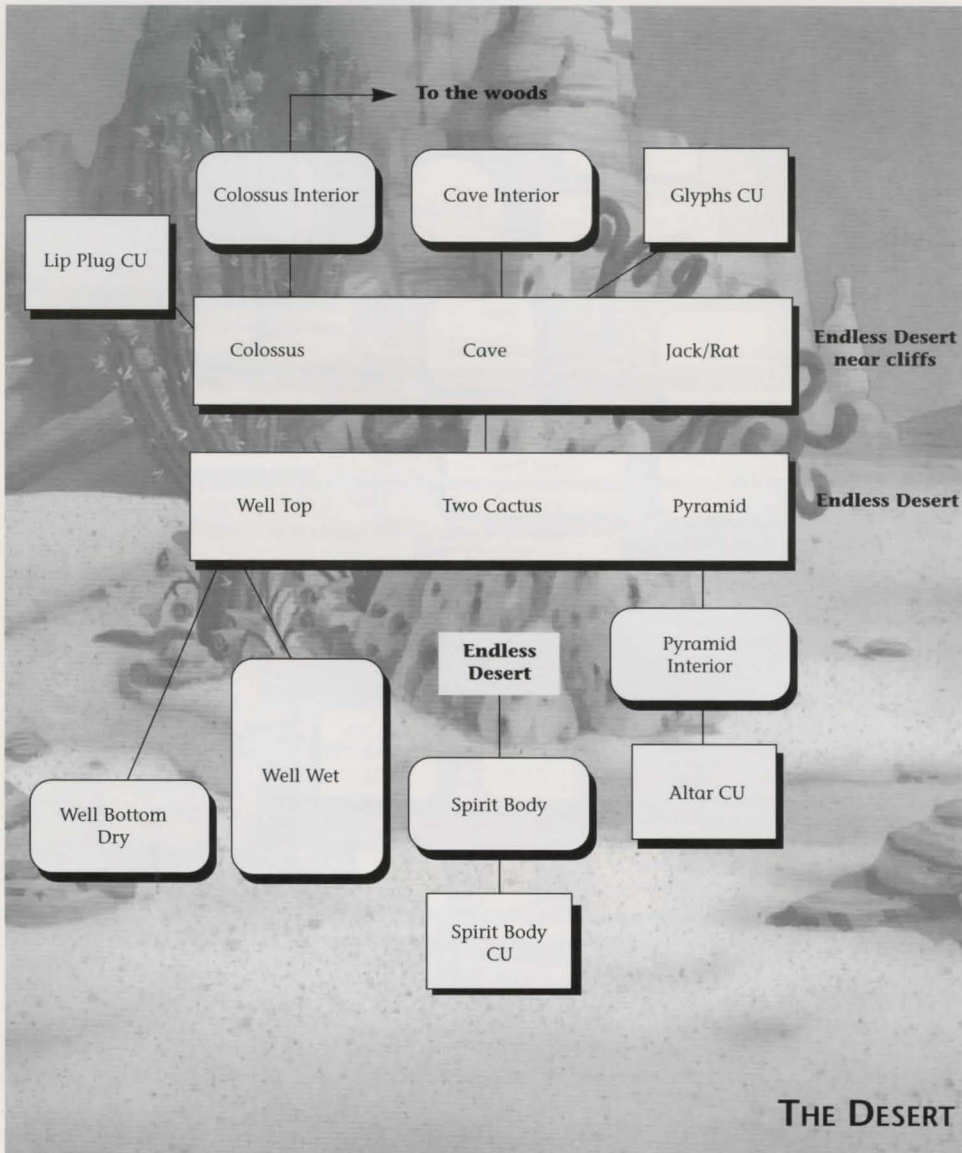 To the woods
Colossus Interior
Cave Interior
Glyphs CU
Lip Plug CU
Colossus
Cave
Jack/Rat
Endless Desert
near cliffs
Well Top
Two Cactus
Pyramid
Endless Desert
Endless
Desert
Pyramid
Interior
Well Wet
Well Bottom
Dry
Spirit Body
Altar CU
Spirit Body
CU
THE DESERT